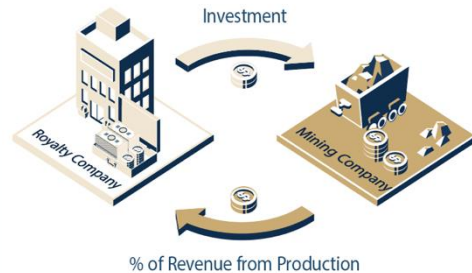 Investment
Royalty Company
Mining Company
% of Revenue from Production